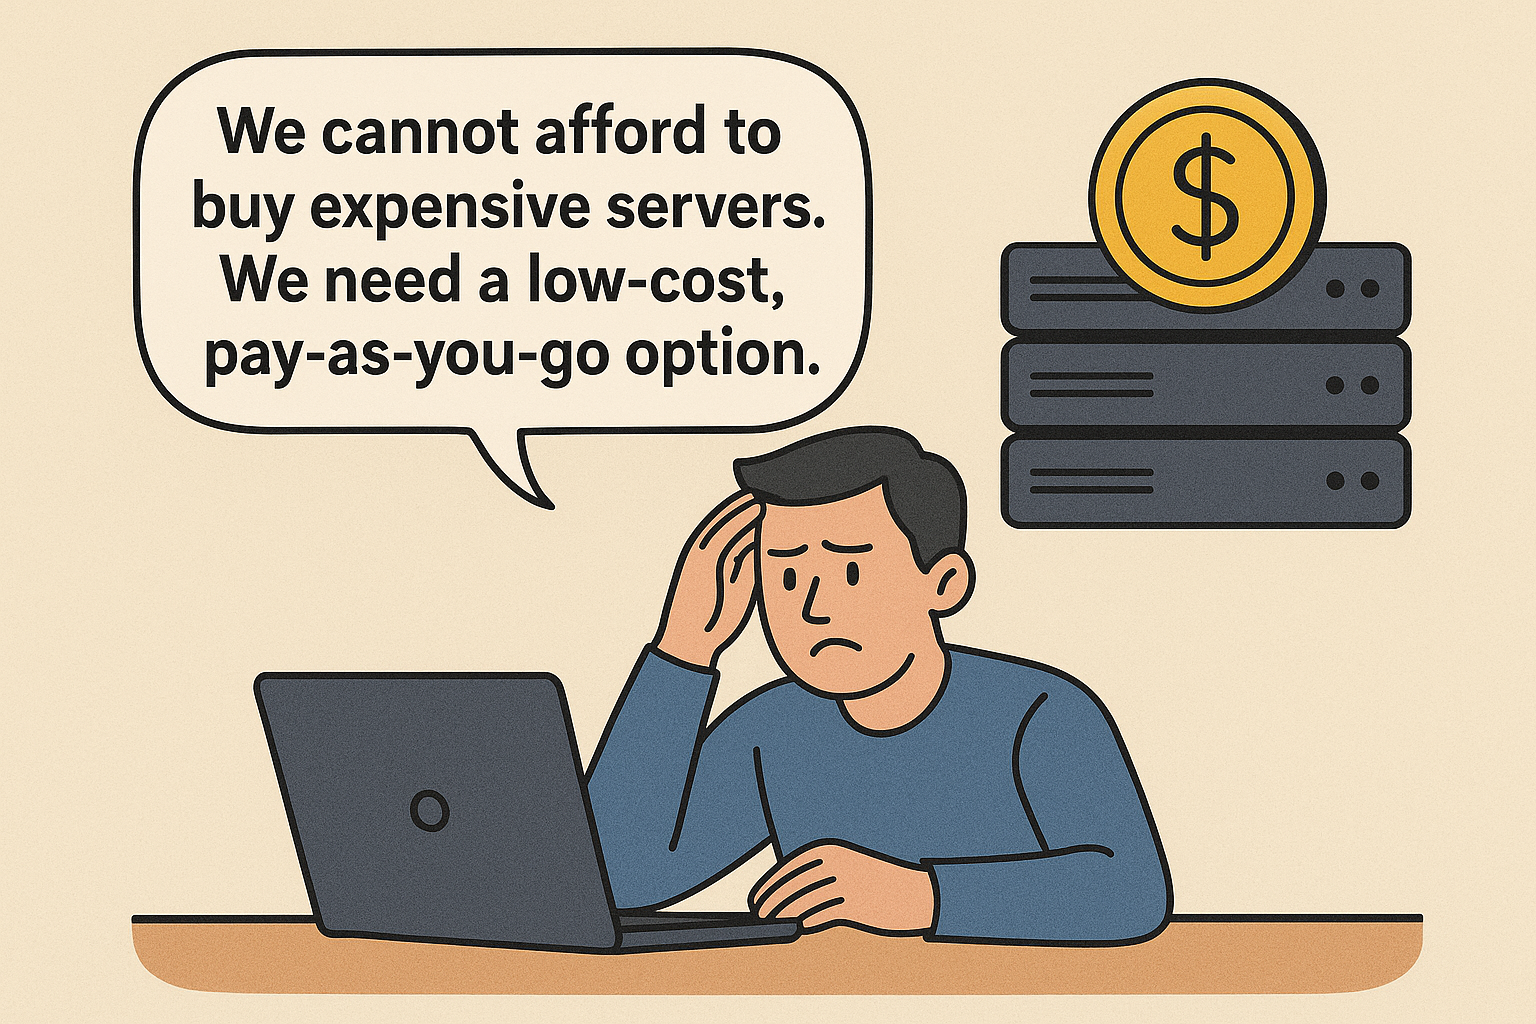 We cannot afford to
buy expensive servers.
We need a low-cost,
pay-as-you-go option.
$